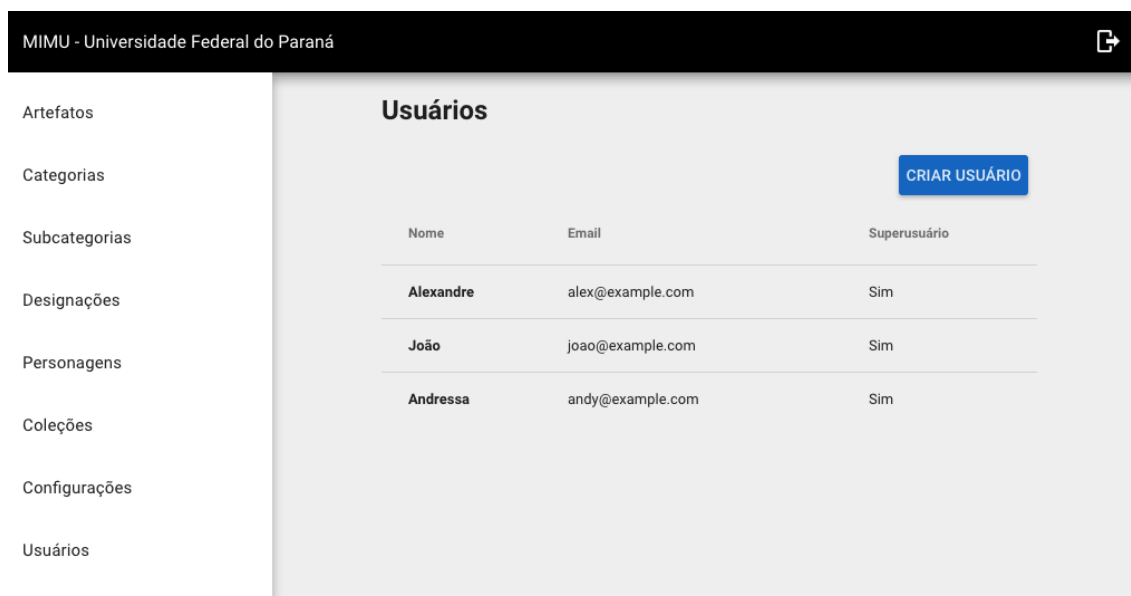 MIMU - Universidade Federal do Paraná
Artefatos
Categorias
Subcategorias
Designações
Personagens
Coleções
Configurações
Usuários
Usuários
CRIAR USUÁRIO
Nome Email Superusuário
Alexandre alex@example.com Sim
João joao@example.com Sim
Andressa andy@example.com Sim